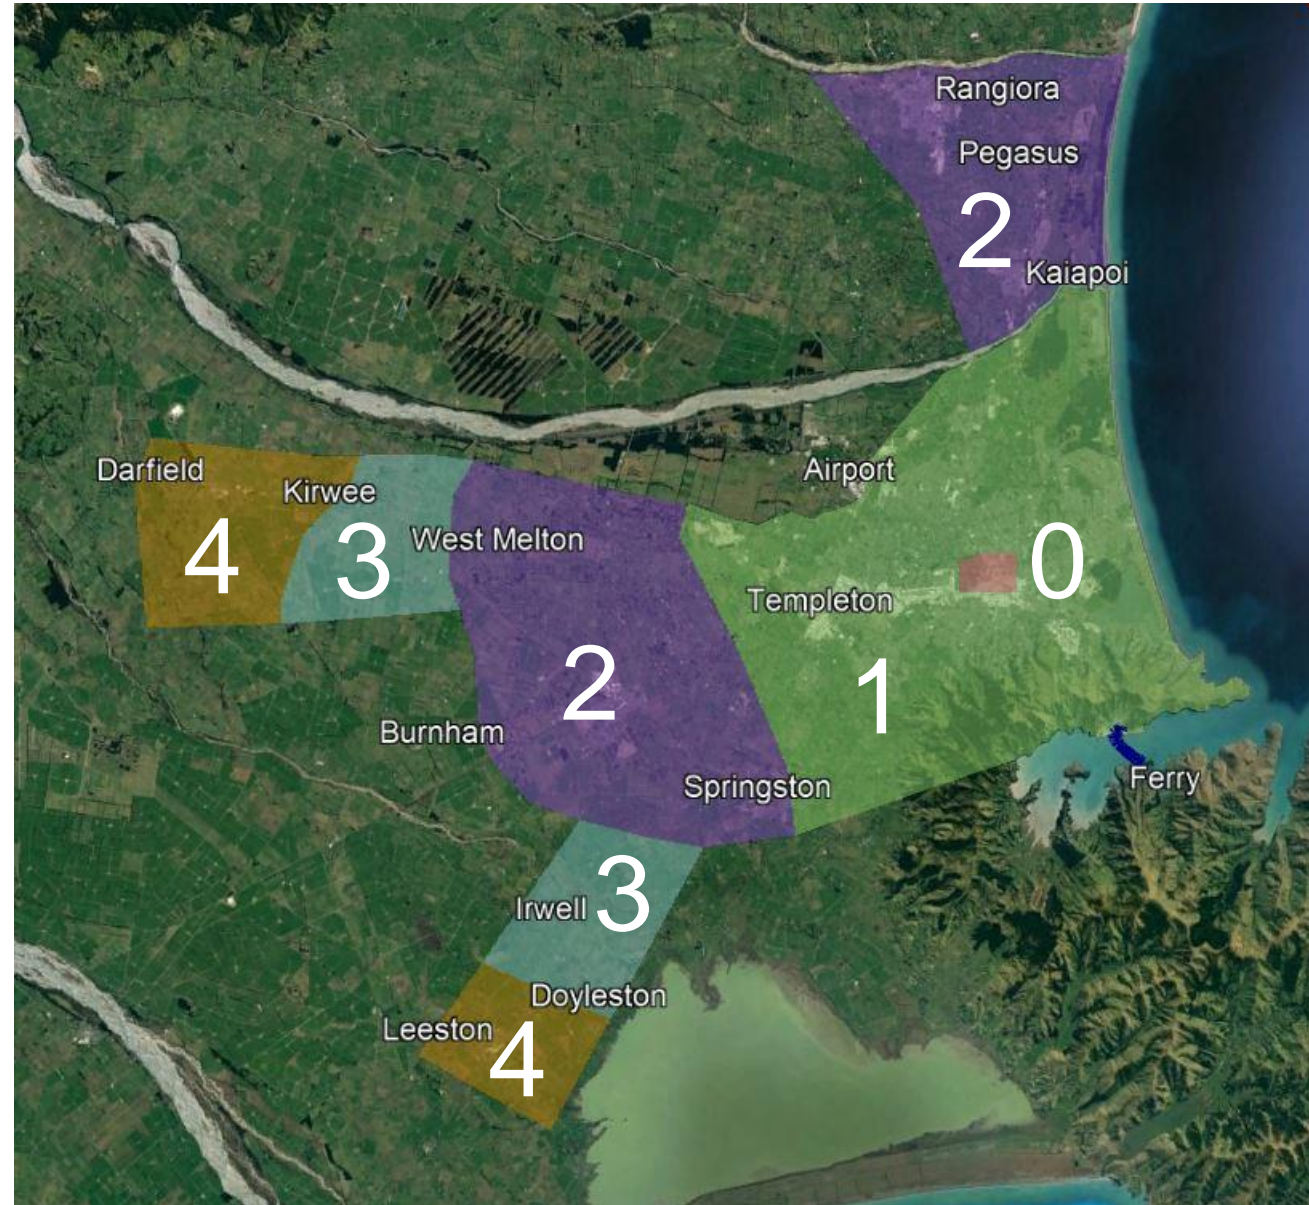 Rangiora
Pegasus
2
Kaiapoi
Darfield
Kirwee
Airport
4
3
West Melton
0
Templeton
2
1
Burnham
Springston
Ferry
Irwell
3
Doyleston
Leeston
4